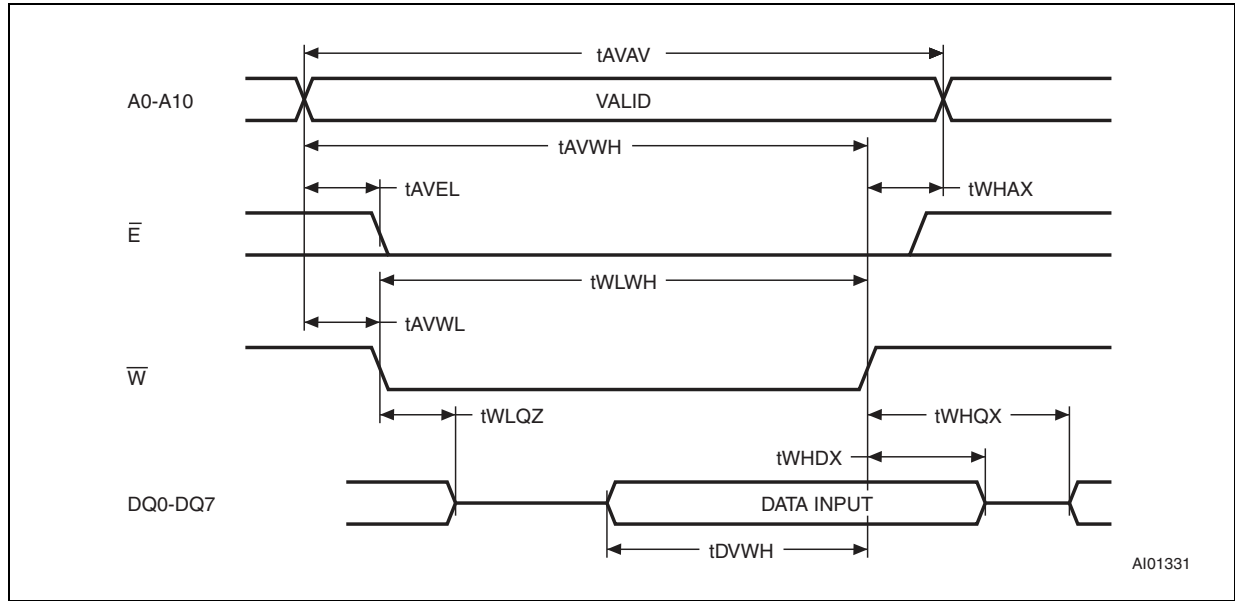 tAVAV
A0-A10
VALID
tAVWH
tAVEL
tWHAX
E̅
tWLWH
tAVWL
W̅
tWLQZ
tWHQX
tWHDX
DQ0-DQ7
DATA INPUT
tDVWH
AI01331